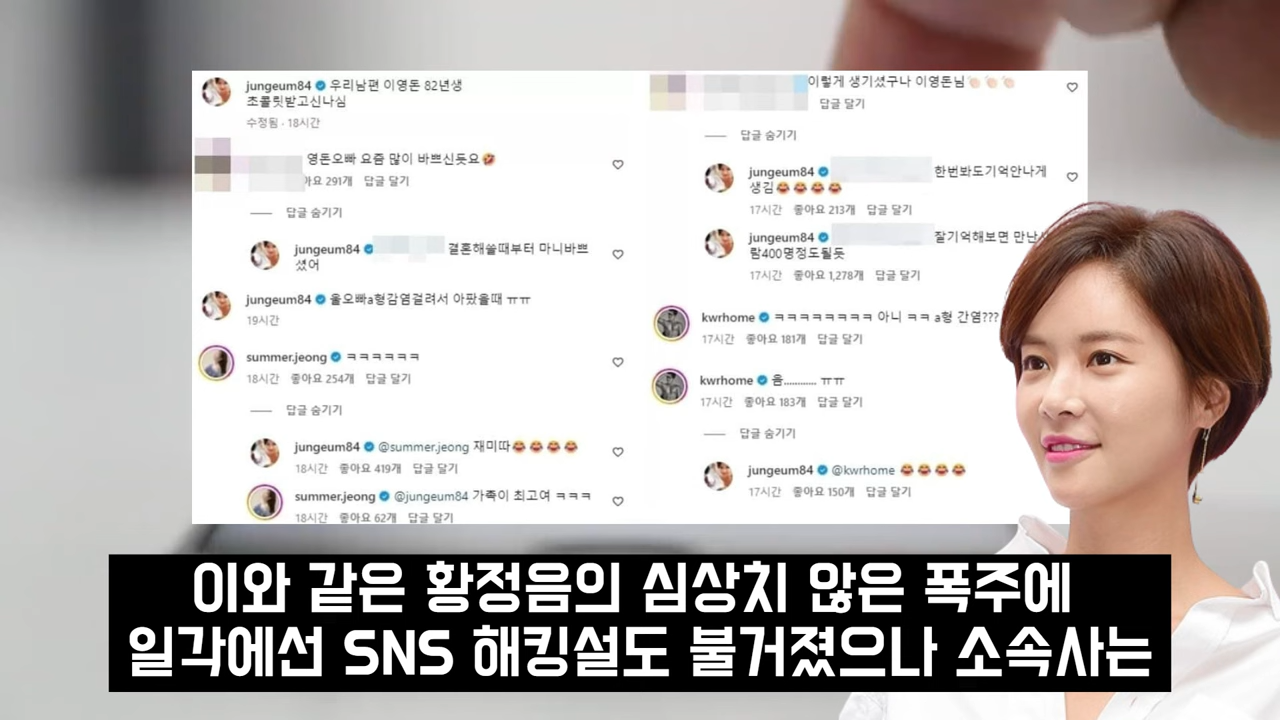 jungeum84 우리남편 이영돈 82년생
초콜릿받고신나심
수정됨 · 18시간
영돈오빠 요즘 많이 바쁘신듯요🤣
아요 291개 답글 달기
답글 숨기기
jungeum84 결혼해쓸때부터 마니바쁘
셨어
jungeum84 울오빠a형감염걸려서 아팠을때 ㅠㅠ
19시간
summer.jeong ㅋㅋㅋㅋㅋㅋ
18시간 좋아요 254개 답글 달기
답글 숨기기
jungeum84 @summer.jeong 재미따😂😂😂😂
18시간 좋아요 419개 답글 달기
summer.jeong @jungeum84 가족이 최고여 ㅋㅋㅋ
18시간 좋아요 62개 답글 달기
이렇게 생기셨구나 이영돈님👏🏻👏🏻👏🏻
답글 달기
답글 숨기기
jungeum84 한번봐도기억안나게
생김😂😂😂😂
17시간 좋아요 213개 답글 달기
jungeum84 잘기억해보면 만난사
람400명정도될듯
17시간 좋아요 1,278개 답글 달기
kwrhome ㅋㅋㅋㅋㅋㅋㅋㅋ 아니 ㅋㅋ a형 간염???
17시간 좋아요 181개 답글 달기
kwrhome 음............ ㅠㅠ
17시간 좋아요 183개 답글 달기
답글 숨기기
jungeum84 @kwrhome 😂😂😂😂
17시간 좋아요 150개 답글 달기
이와 같은 황정음의 심상치 않은 폭주에
일각에선 SNS 해킹설도 불거졌으나 소속사는